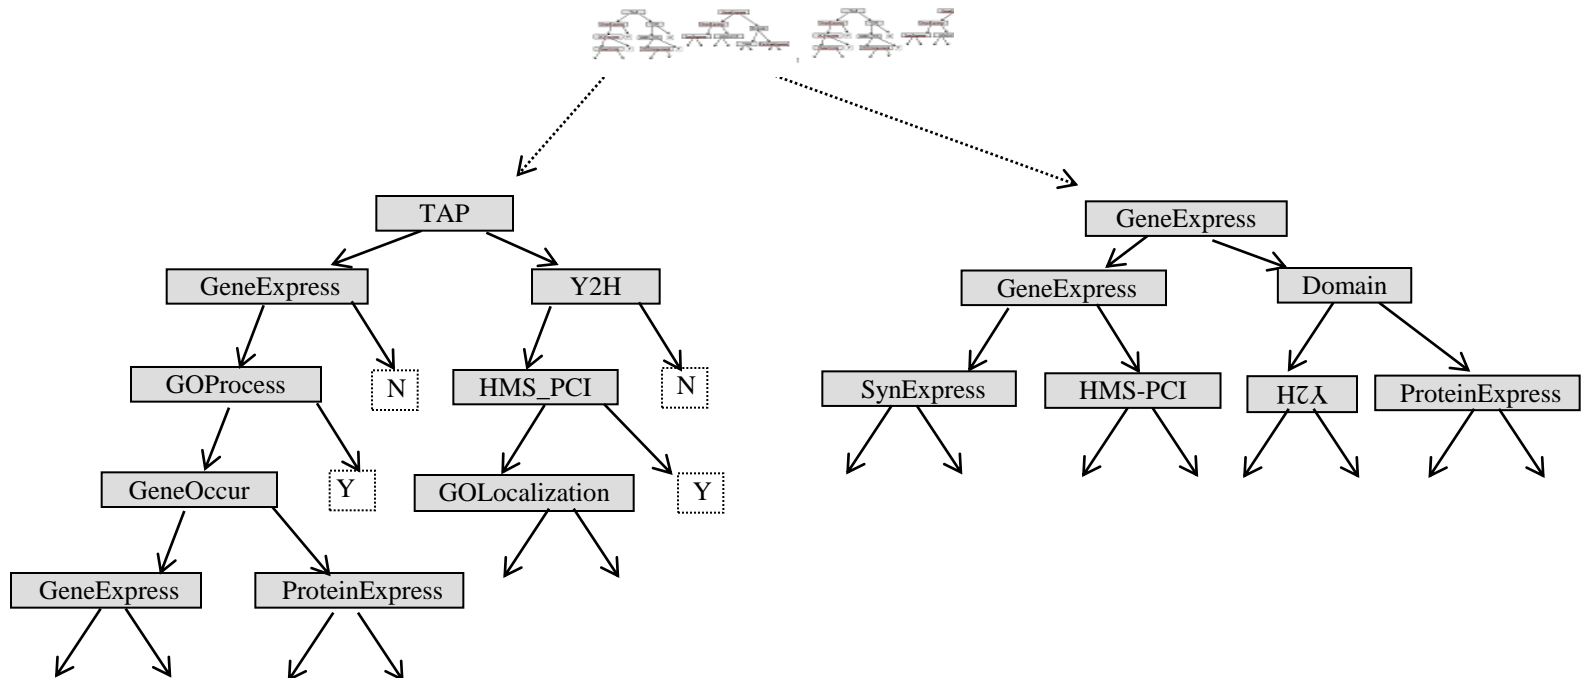 TAP
GeneExpress
GeneExpress
Y2H
GeneExpress
Domain
GOProcess
N
HMS_PCI
N
SynExpress
HMS-PCI
Y2H
ProteinExpress
GeneOccur
Y
GOLocalization
Y
GeneExpress
ProteinExpress